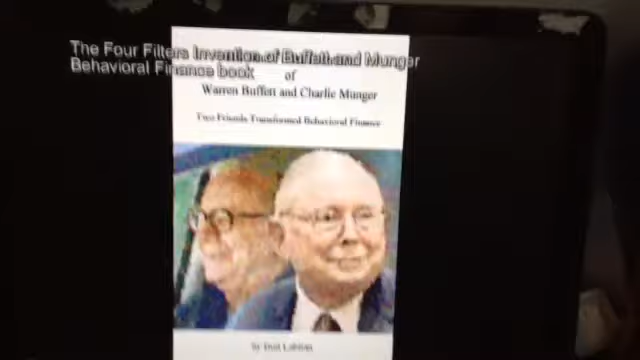 The Four Filters Invention of Buffett and Munger
Behavioral Finance book
of
Warren Buffett and Charlie Munger
Two Friends Transformed Behavioral Finance
by